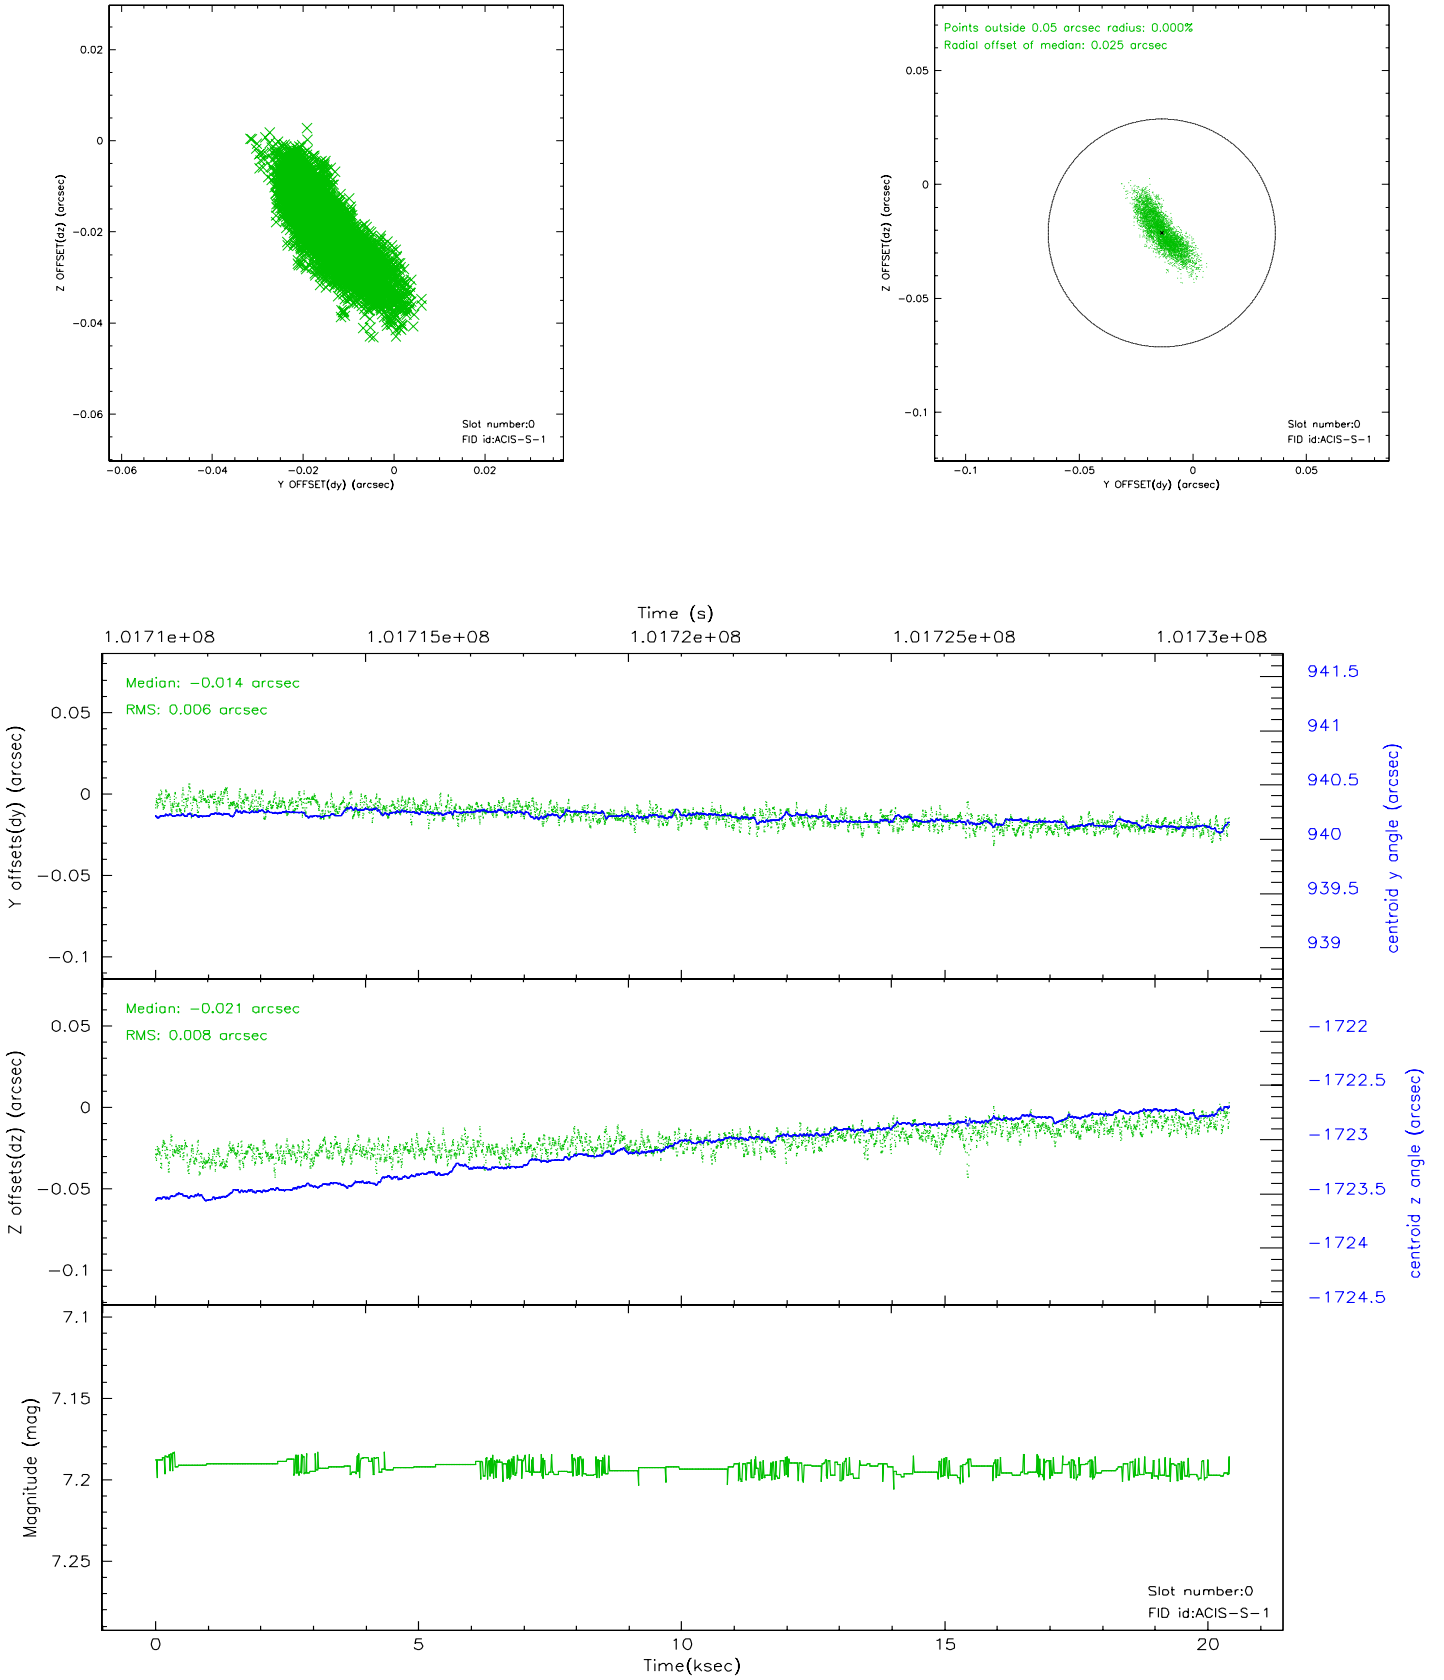 0.02
0
−0.02
−0.04
−0.06
Z OFFSET(dz) (arcsec)
Slot number:0
FID id:ACIS−S−1
−0.06 −0.04 −0.02 0 0.02
Y OFFSET(dy) (arcsec)
Points outside 0.05 arcsec radius: 0.000%
Radial offset of median: 0.025 arcsec
0.05
0
−0.05
−0.1
Z OFFSET(dz) (arcsec)
Slot number:0
FID id:ACIS−S−1
−0.1 −0.05 0 0.05
Y OFFSET(dy) (arcsec)
Time (s)
1.0171e+08 1.01715e+08 1.0172e+08 1.01725e+08 1.0173e+08
Median: −0.014 arcsec
RMS: 0.006 arcsec
0.05
0
−0.05
−0.1
Y offsets(dy) (arcsec)
941.5
941
940.5
940
939.5
939
centroid y angle (arcsec)
Median: −0.021 arcsec
RMS: 0.008 arcsec
0.05
0
−0.05
−0.1
Z offsets(dz) (arcsec)
−1722
−1722.5
−1723
−1723.5
−1724
−1724.5
centroid z angle (arcsec)
7.1
7.15
7.2
7.25
Magnitude (mag)
Slot number:0
FID id:ACIS−S−1
0 5 10 15 20
Time(ksec)